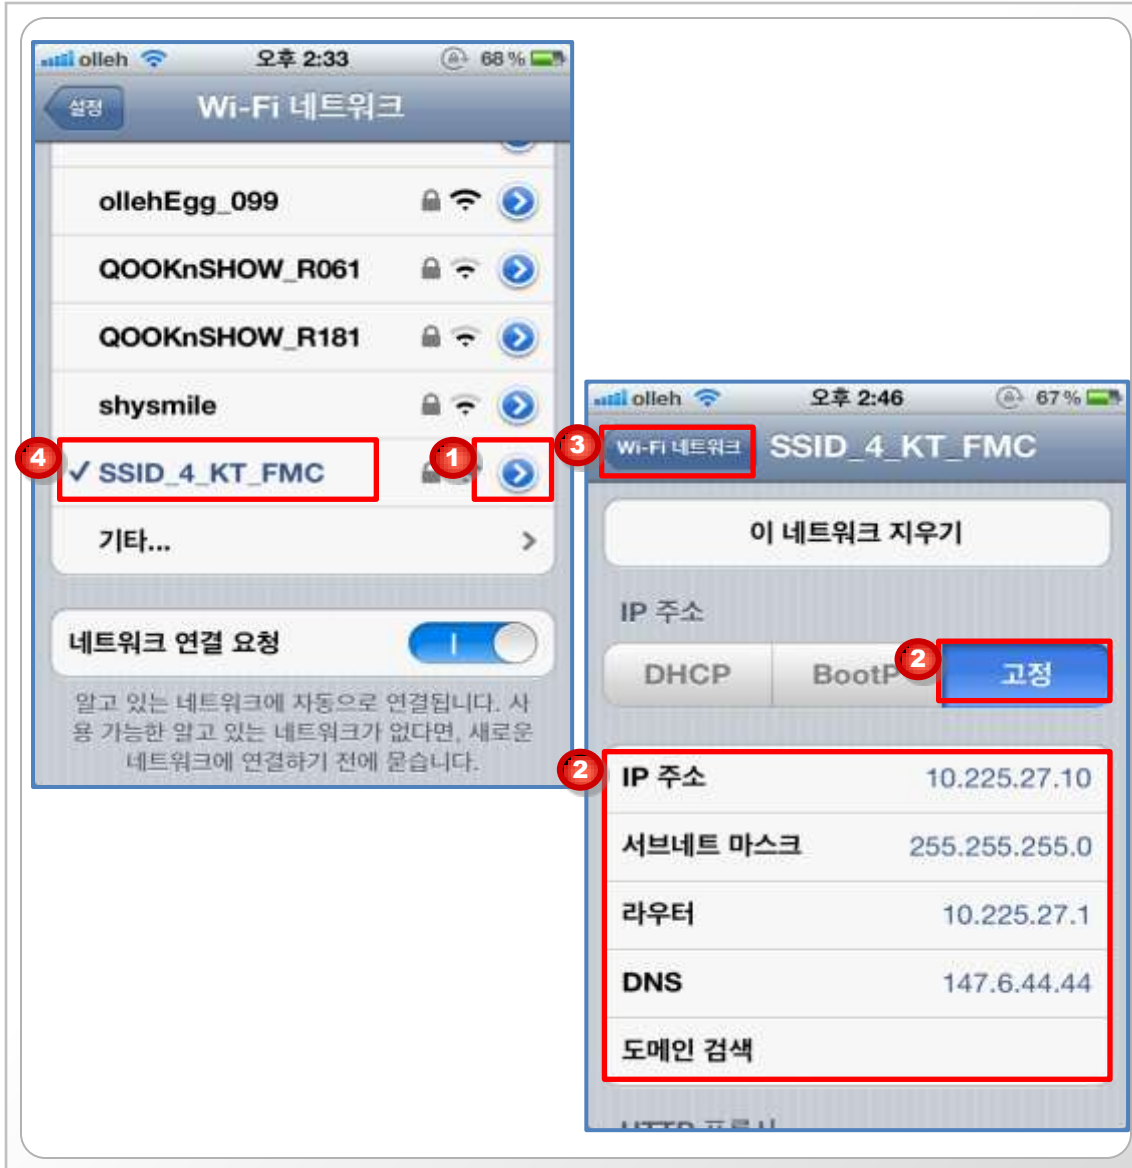 olleh 오후 2:33 68%
설정 Wi-Fi 네트워크
ollehEgg_099
QOOKnSHOW_R061
QOOKnSHOW_R181
shysmile
4 ✓ SSID_4_KT_FMC 1
기타...
네트워크 연결 요청
알고 있는 네트워크에 자동으로 연결됩니다. 사
용 가능한 알고 있는 네트워크가 없다면, 새로운
네트워크에 연결하기 전에 묻습니다.
olleh 오후 2:46 67%
3 Wi-Fi 네트워크 SSID_4_KT_FMC
이 네트워크 지우기
IP 주소
DHCP BootP 2 고정
2 IP 주소 10.225.27.10
서브네트 마스크 255.255.255.0
라우터 10.225.27.1
DNS 147.6.44.44
도메인 검색